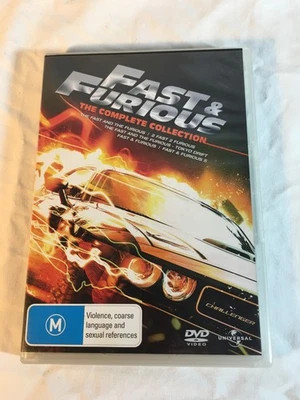 FAST &
FURIOUS
THE COMPLETE COLLECTION
THE FAST AND THE FURIOUS | 2 FAST 2 FURIOUS
THE FAST AND THE FURIOUS - TOKYO DRIFT
FAST & FURIOUS | FAST & FURIOUS 5
CHALLENGER
M
Violence, coarse
language and
sexual references
DVD
VIDEO
UNIVERSAL